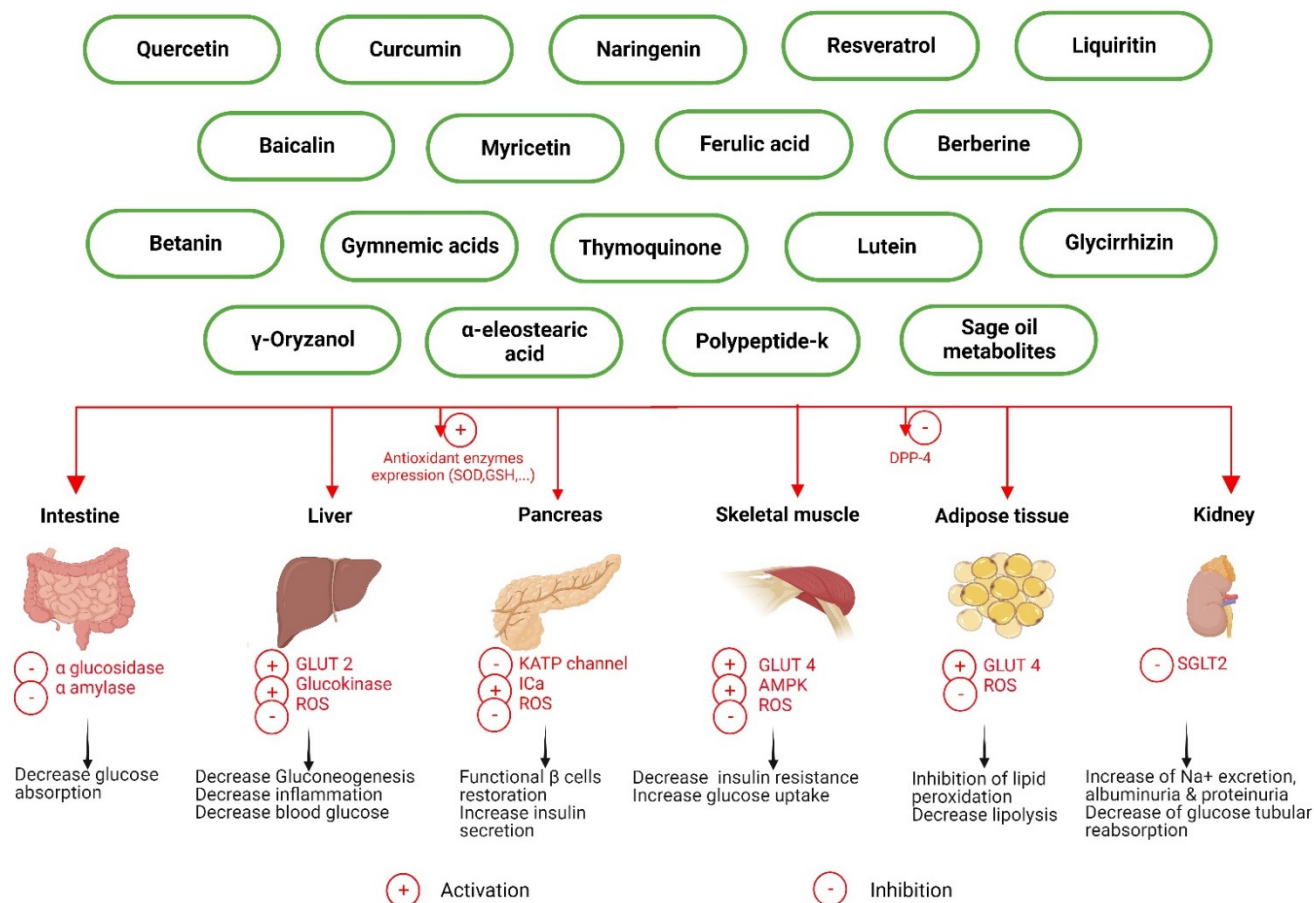 Quercetin
Curcumin
Naringenin
Resveratrol
Liquiritin
Baicalin
Myricetin
Ferulic acid
Berberine
Betanin
Gymnemic acids
Thymoquinone
Lutein
Glycirrhizin
γ-Oryzanol
α-eleostearic
acid
Polypeptide-k
Sage oil
metabolites
+
Antioxidant enzymes
expression (SOD,GSH,...)
-
DPP-4
Intestine
Liver
Pancreas
Skeletal muscle
Adipose tissue
Kidney
- α glucosidase
- α amylase
+ GLUT 2
+ Glucokinase
- ROS
- KATP channel
+ ICa
- ROS
+ GLUT 4
+ AMPK
- ROS
+ GLUT 4
- ROS
- SGLT2
Decrease glucose
absorption
Decrease Gluconeogenesis
Decrease inflammation
Decrease blood glucose
Functional β cells
restoration
Increase insulin
secretion
Decrease insulin resistance
Increase glucose uptake
Inhibition of lipid
peroxidation
Decrease lipolysis
Increase of Na+ excretion,
albuminuria & proteinuria
Decrease of glucose tubular
reabsorption
+ Activation
- Inhibition